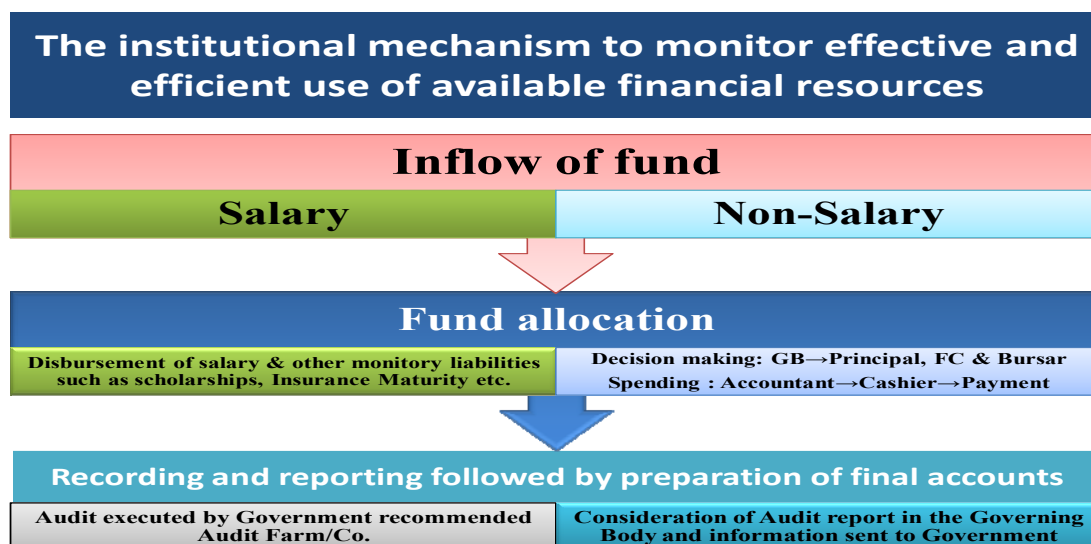 The institutional mechanism to monitor effective and
efficient use of available financial resources
Inflow of fund
Salary
Non-Salary
Fund allocation
Disbursement of salary & other monitory liabilities
such as scholarships, Insurance Maturity etc.
Decision making: GB→Principal, FC & Bursar
Spending : Accountant→Cashier→Payment
Recording and reporting followed by preparation of final accounts
Audit executed by Government recommended
Audit Farm/Co.
Consideration of Audit report in the Governing
Body and information sent to Government